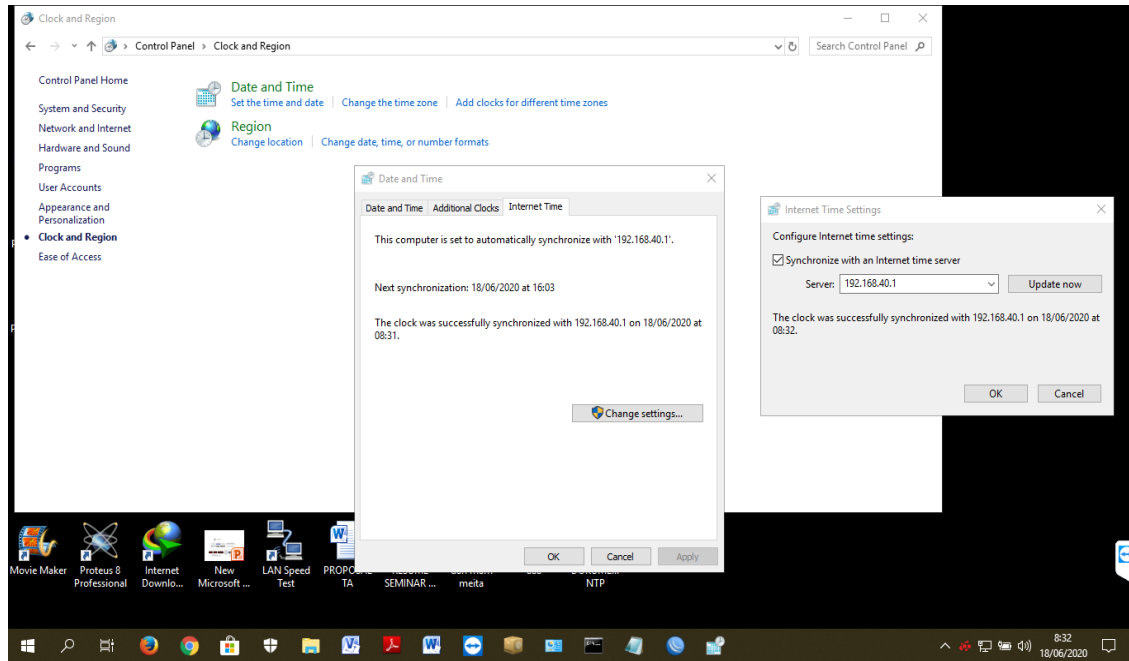 Clock and Region
Control Panel › Clock and Region
Search Control Panel
Control Panel Home
System and Security
Network and Internet
Hardware and Sound
Programs
User Accounts
Appearance and
Personalization
Clock and Region
Ease of Access
Date and Time
Set the time and date | Change the time zone | Add clocks for different time zones
Region
Change location | Change date, time, or number formats
Date and Time
Date and Time Additional Clocks Internet Time
This computer is set to automatically synchronize with '192.168.40.1'.
Next synchronization: 18/06/2020 at 16:03
The clock was successfully synchronized with 192.168.40.1 on 18/06/2020 at
08:31.
Change settings...
OK Cancel Apply
Internet Time Settings
Configure Internet time settings:
Synchronize with an Internet time server
Server: 192.168.40.1 Update now
The clock was successfully synchronized with 192.168.40.1 on 18/06/2020 at
08:32.
OK Cancel
Movie Maker
Proteus 8
Professional
Internet
Downlo...
New
Microsoft ...
LAN Speed
Test
TA
SEMINAR ...
meita
NTP
8:32
18/06/2020